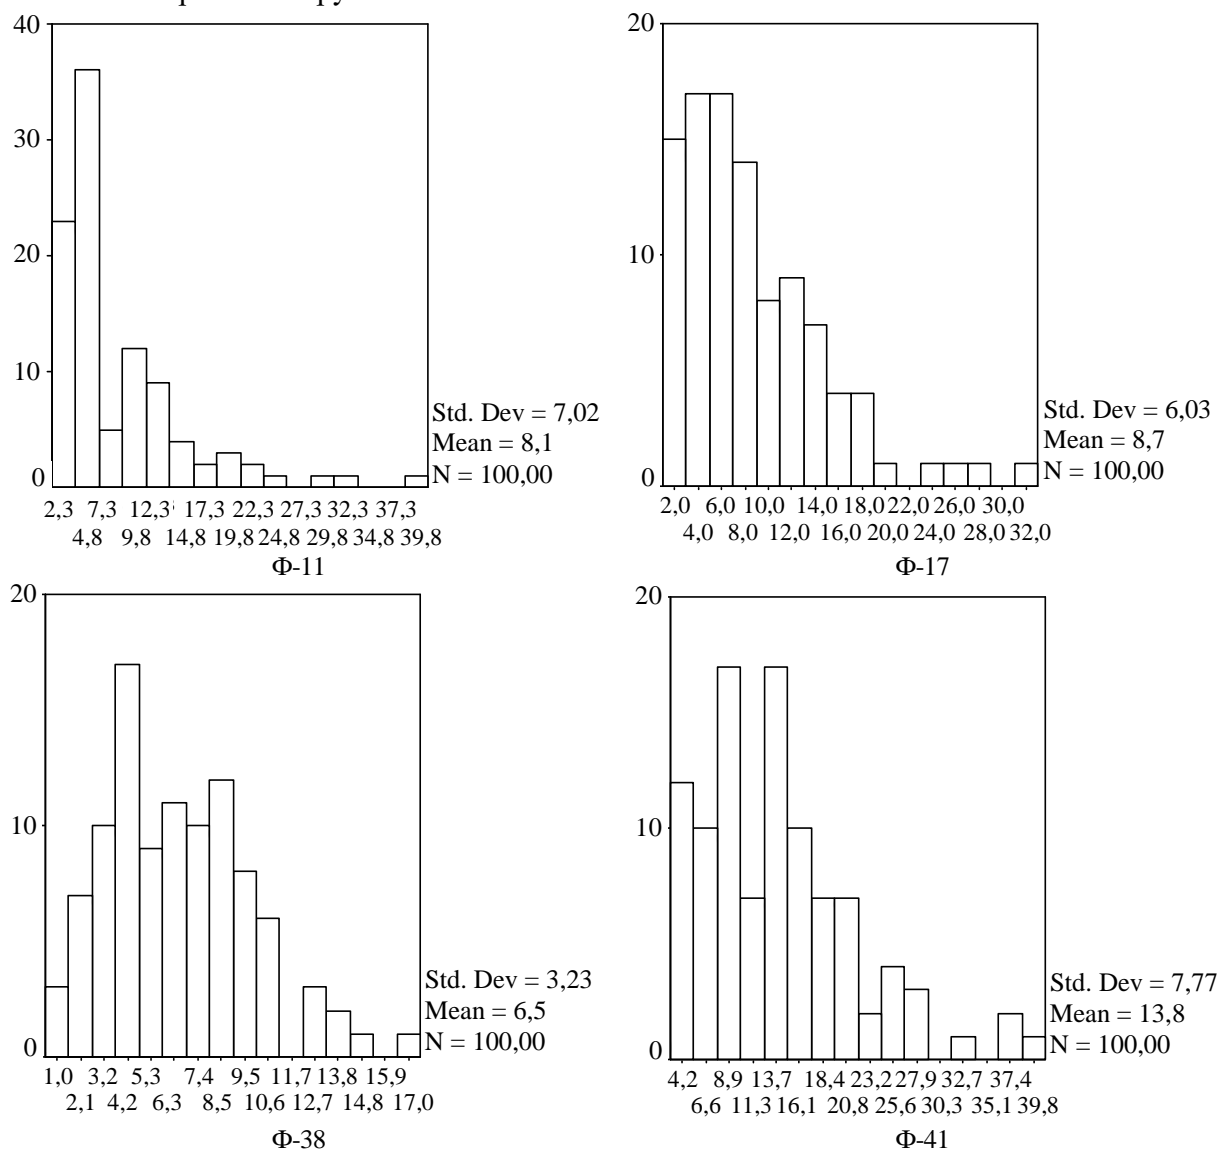 40
30
20
10
0
2,3 7,3 12,3 17,3 22,3 27,3 32,3 37,3
4,8 9,8 14,8 19,8 24,8 29,8 34,8 39,8
Std. Dev = 7,02
Mean = 8,1
N = 100,00
Ф-11
20
10
0
2,0 6,0 10,0 14,0 18,0 22,0 26,0 30,0
4,0 8,0 12,0 16,0 20,0 24,0 28,0 32,0
Std. Dev = 6,03
Mean = 8,7
N = 100,00
Ф-17
20
10
0
1,0 3,2 5,3 7,4 9,5 11,7 13,8 15,9
2,1 4,2 6,3 8,5 10,6 12,7 14,8 17,0
Std. Dev = 3,23
Mean = 6,5
N = 100,00
Ф-38
20
10
0
4,2 8,9 13,7 18,4 23,2 27,9 32,7 37,4
6,6 11,3 16,1 20,8 25,6 30,3 35,1 39,8
Std. Dev = 7,77
Mean = 13,8
N = 100,00
Ф-41